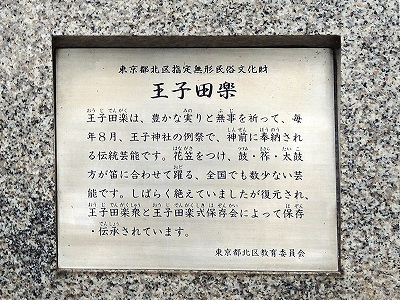 東京都北区指定無形民俗文化財
王子田楽
王子田楽は、豊かな実りと無事を祈って、毎
年8月、王子神社の例祭で、神前に奉納され
る伝統芸能です。花笠をつけ、鼓・筰・太鼓
方が笛に合わせて躍る、全国でも数少ない芸
能です。しばらく絶えていましたが復元され、
王子田楽衆と王子田楽式保存会によって保存
・伝承されています。
東京都北区教育委員会